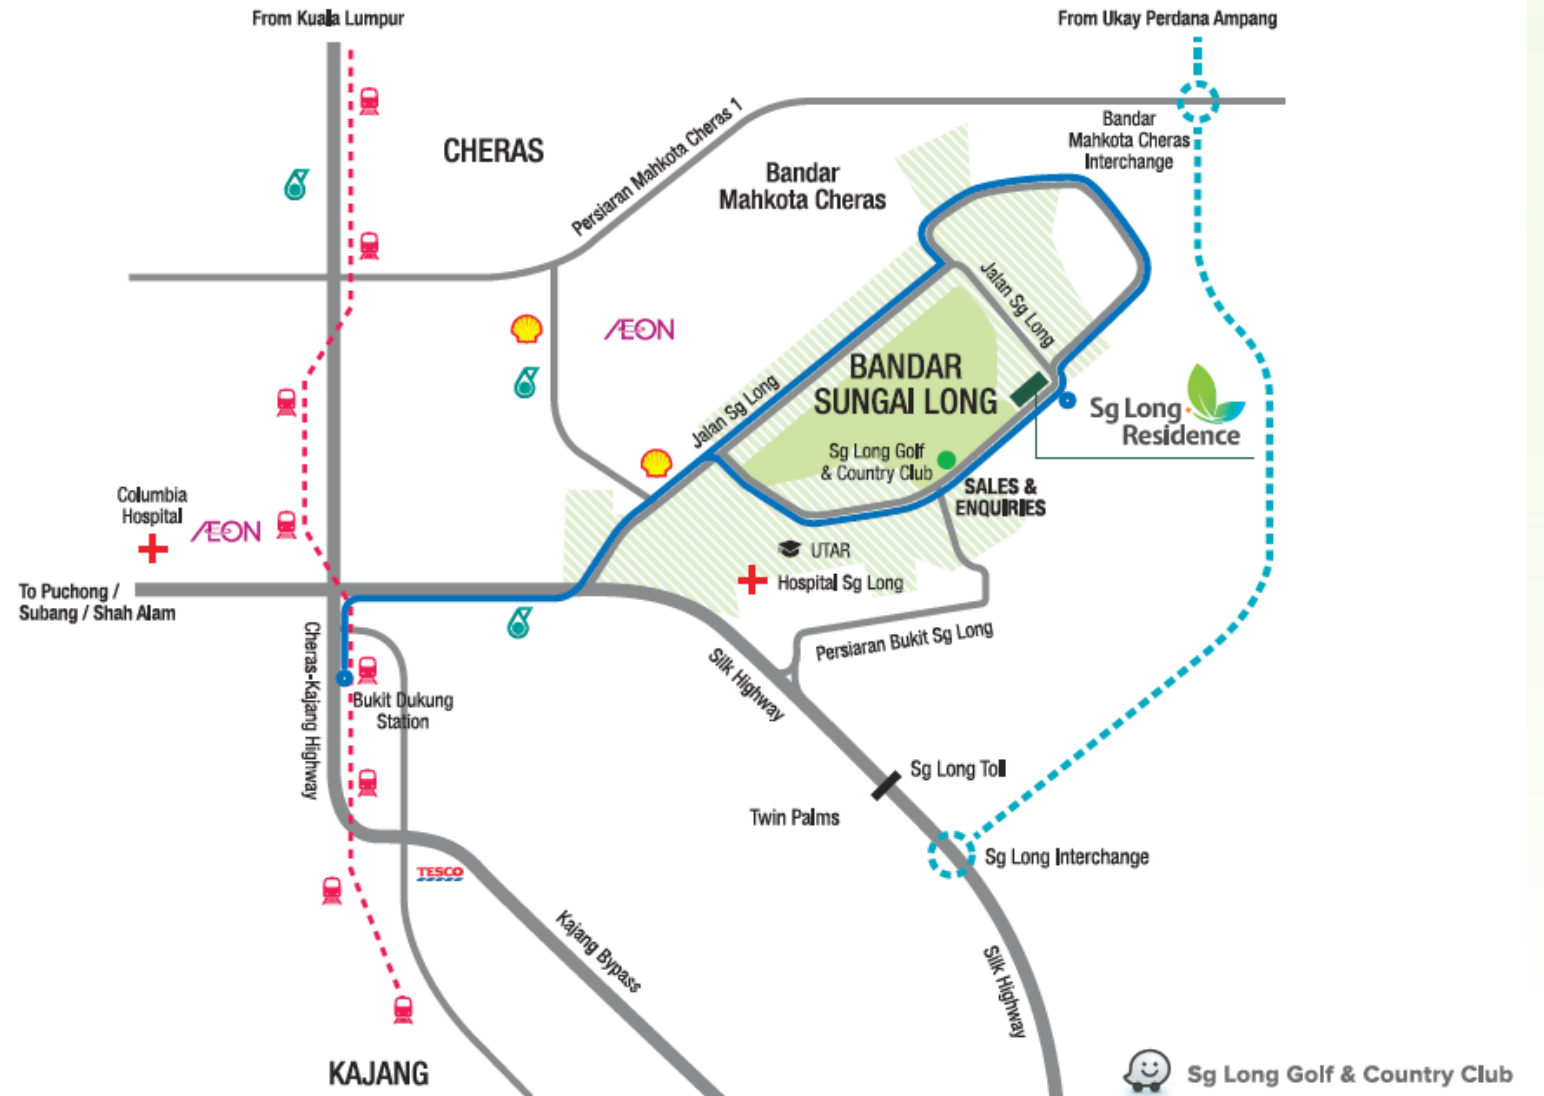 From Kuala Lumpur
From Ukay Perdana Ampang
CHERAS
Persiaran Mahkota Cheras 1
Bandar
Mahkota Cheras
Interchange
Bandar
Mahkota Cheras
Jalan Sg Long
ÆON
BANDAR
SUNGAI LONG
Jalan Sg Long
Sg Long
Residence
Sg Long Golf
& Country Club
SALES &
ENQUIRIES
Columbia
Hospital
ÆON
UTAR
Hospital Sg Long
To Puchong /
Subang / Shah Alam
Cheras-Kajang Highway
Persiaran Bukit Sg Long
Silk Highway
Bukit Dukung
Station
Sg Long Toll
Twin Palms
Sg Long Interchange
TESCO
Kajang Bypass
Silk Highway
KAJANG
Sg Long Golf & Country Club